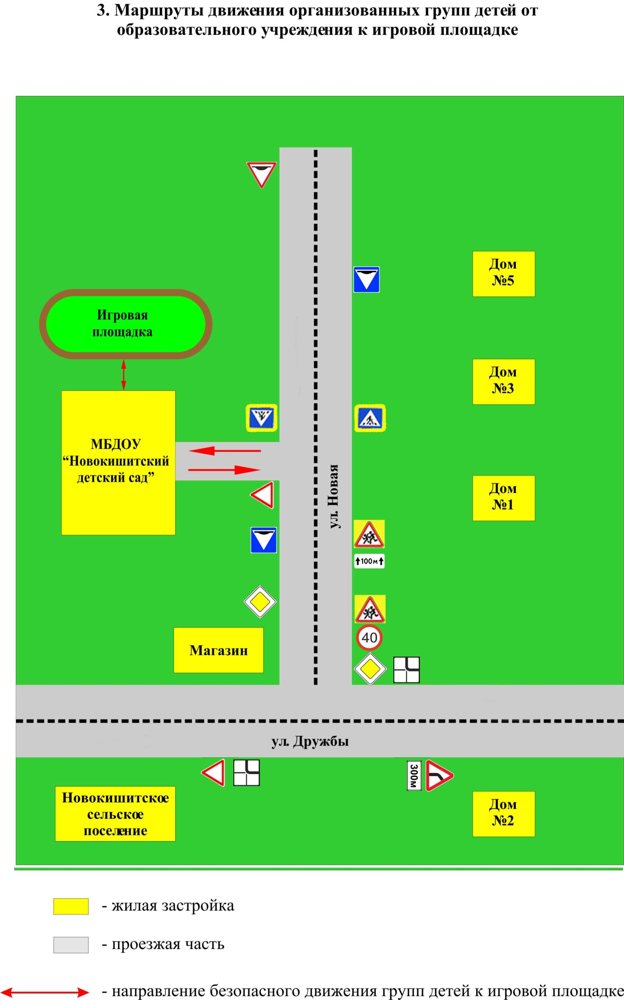 3. Маршруты движения организованных групп детей от
образовательного учреждения к игровой площадке
Дом
№5
Игровая
площадка
Дом
№3
МБДОУ
“Новокишитский
детский сад”
ул. Новая
Дом
№1
100м
40
Магазин
ул. Дружбы
300м
Новокишитское
сельское
поселение
Дом
№2
- жилая застройка
- проезжая часть
- направление безопасного движения групп детей к игровой площадке